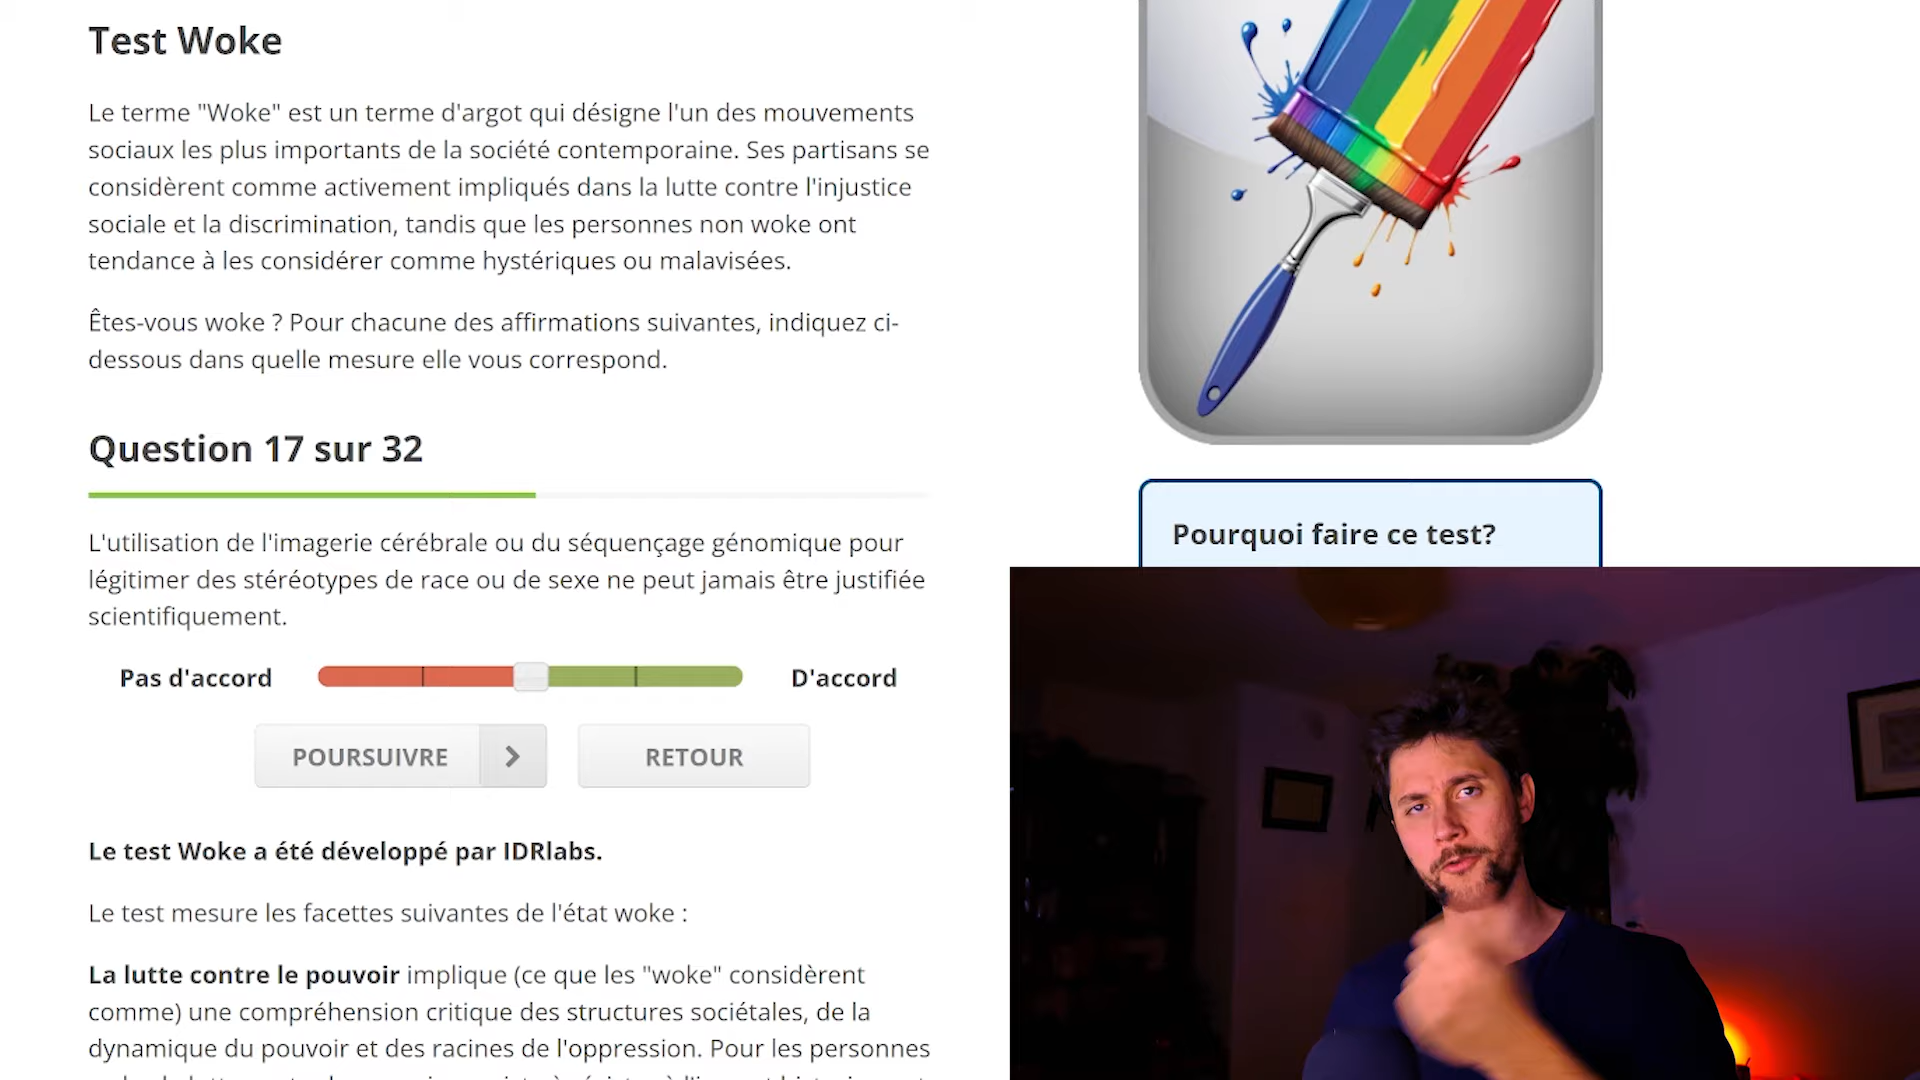 Test Woke
Le terme "Woke" est un terme d'argot qui désigne l'un des mouvements
sociaux les plus importants de la société contemporaine. Ses partisans se
considèrent comme activement impliqués dans la lutte contre l'injustice
sociale et la discrimination, tandis que les personnes non woke ont
tendance à les considérer comme hystériques ou malavisées.
Êtes-vous woke ? Pour chacune des affirmations suivantes, indiquez ci-
dessous dans quelle mesure elle vous correspond.
Question 17 sur 32
L'utilisation de l'imagerie cérébrale ou du séquençage génomique pour
légitimer des stéréotypes de race ou de sexe ne peut jamais être justifiée
scientifiquement.
Pas d'accord D'accord
POURSUIVRE RETOUR
Le test Woke a été développé par IDRlabs.
Le test mesure les facettes suivantes de l'état woke :
La lutte contre le pouvoir implique (ce que les "woke" considèrent
comme) une compréhension critique des structures sociétales, de la
dynamique du pouvoir et des racines de l'oppression. Pour les personnes
Pourquoi faire ce test?